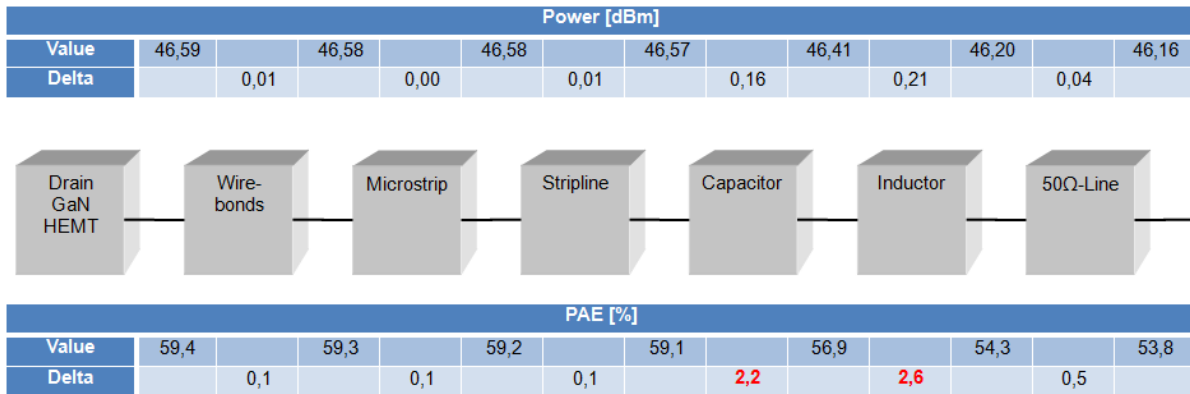 Power [dBm]
Value 46,59 46,58 46,58 46,57 46,41 46,20 46,16
Delta 0,01 0,00 0,01 0,16 0,21 0,04
Drain
GaN
HEMT
Wire-
bonds
Microstrip
Stripline
Capacitor
Inductor
50Ω-Line
PAE [%]
Value 59,4 59,3 59,2 59,1 56,9 54,3 53,8
Delta 0,1 0,1 0,1 2,2 2,6 0,5